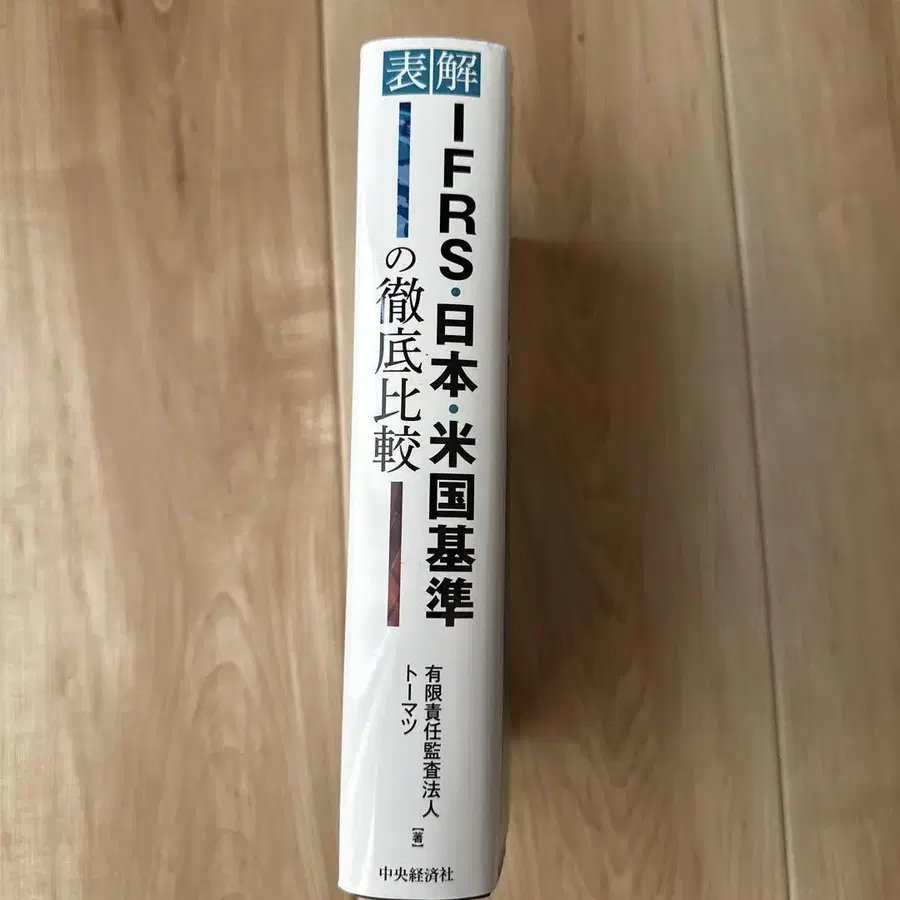 表解
IFRS・日本・米国基準
の徹底比較
有限責任監査法人
トーマツ
[著]
中央経済社